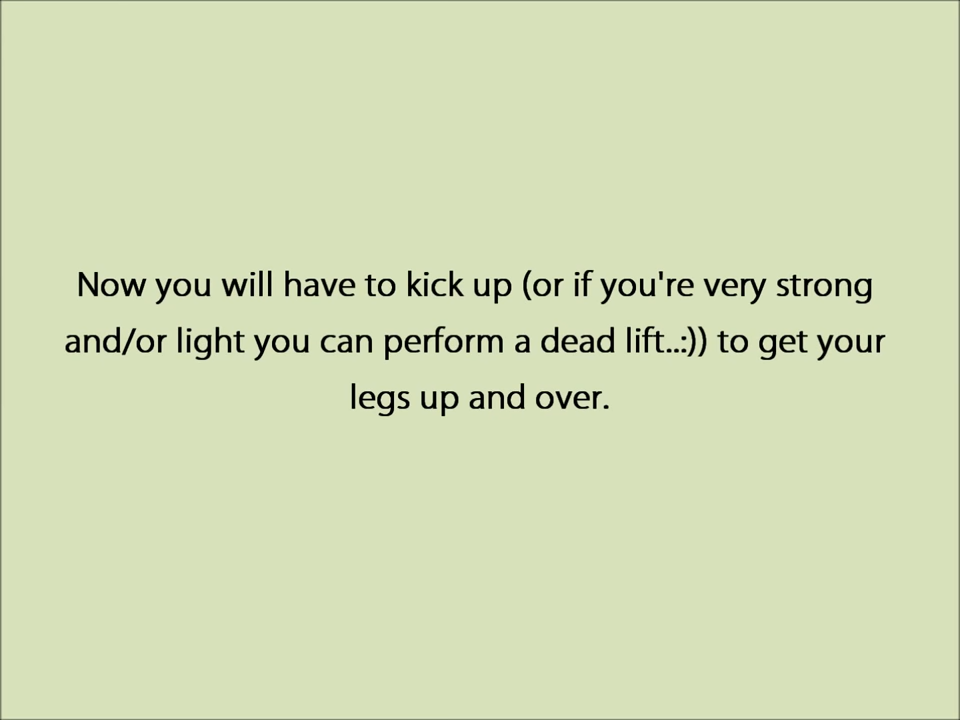 Now you will have to kick up (or if you're very strong
and/or light you can perform a dead lift..:)) to get your
legs up and over.